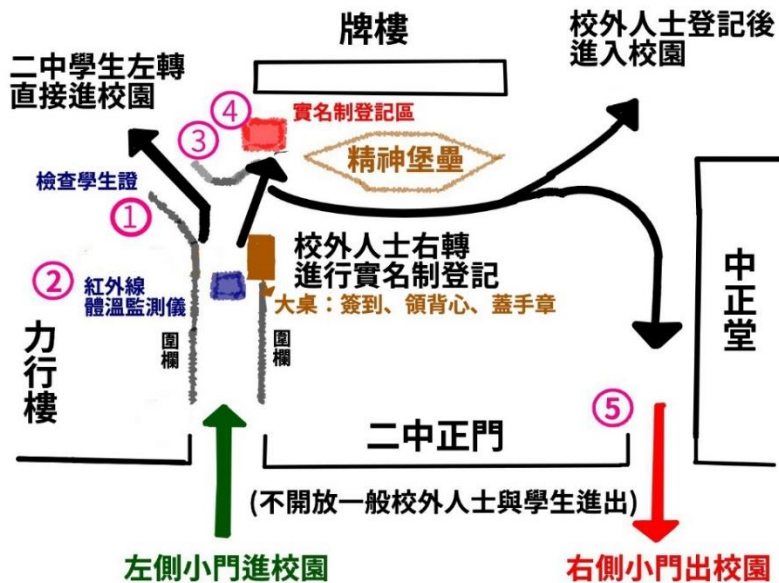 牌樓
校外人士登記後
進入校園
二中學生左轉
直接進校園
④
實名制登記區
③
精神堡壘
檢查學生證
①
校外人士右轉
進行實名制登記
②
紅外線
體溫監測儀
大桌：簽到、領背心、蓋手章
中正堂
力行樓
圍欄
圍欄
⑤
二中正門
(不開放一般校外人士與學生進出)
左側小門進校園
右側小門出校園